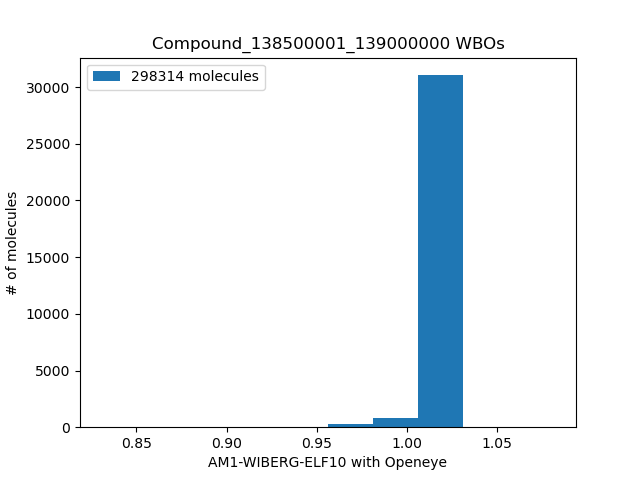 Compound_138500001_139000000 WBOs
298314 molecules
# of molecules
30000
25000
20000
15000
10000
5000
0
0.85 0.90 0.95 1.00 1.05
AM1-WIBERG-ELF10 with Openeye